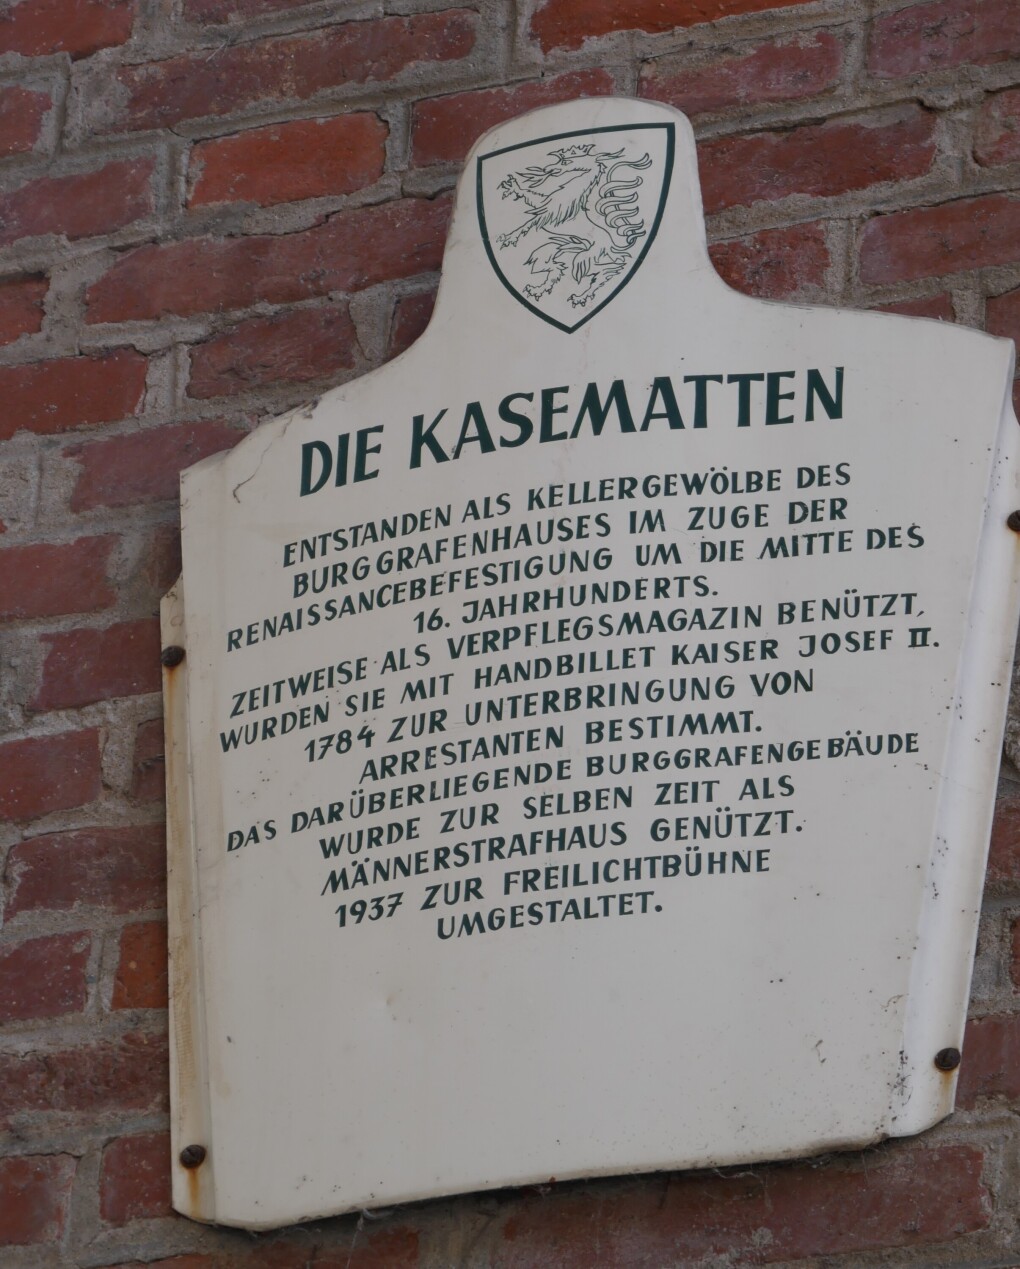 DIE KASEMATTEN
ENTSTANDEN ALS KELLERGEWÖLBE DES
BURGGRAFENHAUSES IM ZUGE DER
RENAISSANCEBEFESTIGUNG UM DIE MITTE DES
16. JAHRHUNDERTS.
ZEITWEISE ALS VERPFLEGSMAGAZIN BENÜTZT,
WURDEN SIE MIT HANDBILLET KAISER JOSEF II.
1784 ZUR UNTERBRINGUNG VON
ARRESTANTEN BESTIMMT.
DAS DARÜBERLIEGENDE BURGGRAFENGEBÄUDE
WURDE ZUR SELBEN ZEIT ALS
MÄNNERSTRAFHAUS GENÜTZT.
1937 ZUR FREILICHTBÜHNE
UMGESTALTET.